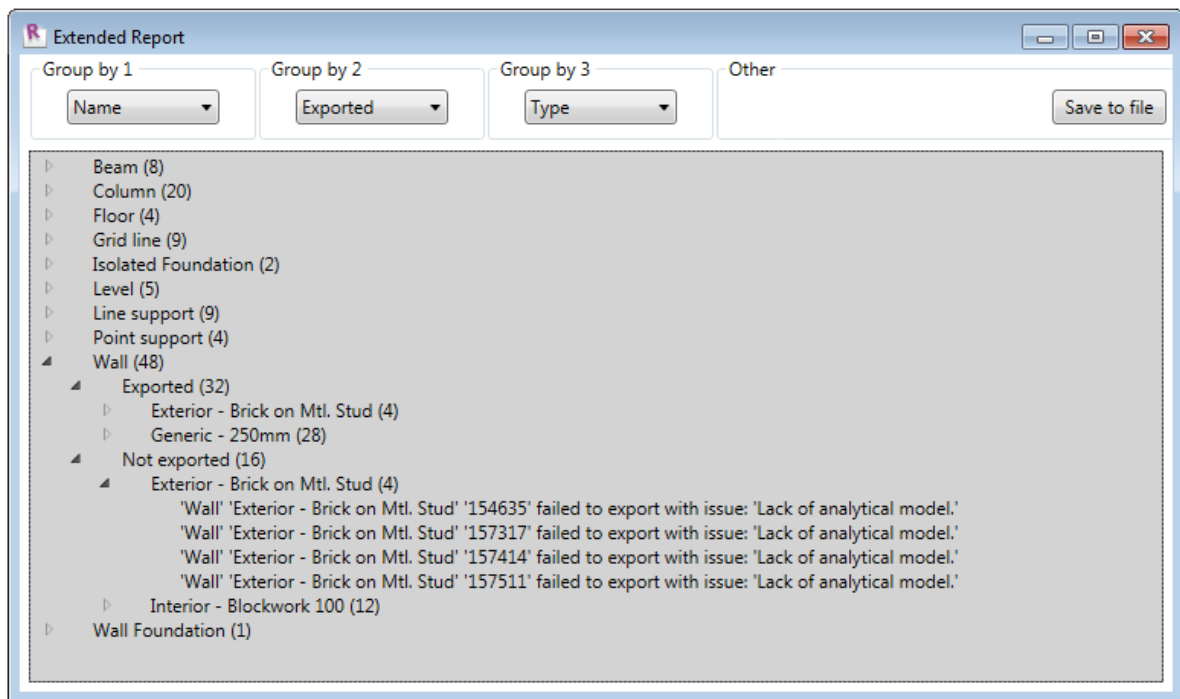 Extended Report
Group by 1 Group by 2 Group by 3 Other
Name Exported Type Save to file
Beam (8)
Column (20)
Floor (4)
Grid line (9)
Isolated Foundation (2)
Level (5)
Line support (9)
Point support (4)
Wall (48)
Exported (32)
Exterior - Brick on Mtl. Stud (4)
Generic - 250mm (28)
Not exported (16)
Exterior - Brick on Mtl. Stud (4)
'Wall' 'Exterior - Brick on Mtl. Stud' '154635' failed to export with issue: 'Lack of analytical model.'
'Wall' 'Exterior - Brick on Mtl. Stud' '157317' failed to export with issue: 'Lack of analytical model.'
'Wall' 'Exterior - Brick on Mtl. Stud' '157414' failed to export with issue: 'Lack of analytical model.'
'Wall' 'Exterior - Brick on Mtl. Stud' '157511' failed to export with issue: 'Lack of analytical model.'
Interior - Blockwork 100 (12)
Wall Foundation (1)